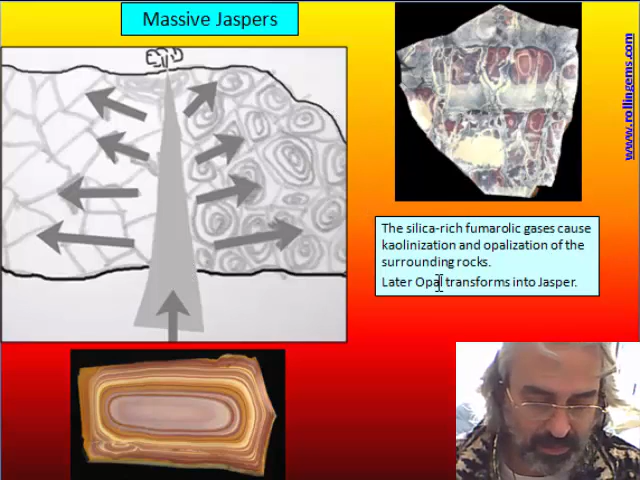 Massive Jaspers
www.rollingems.com
The silica-rich fumarolic gases cause
kaolinization and opalization of the
surrounding rocks.
Later Opal transforms into Jasper.